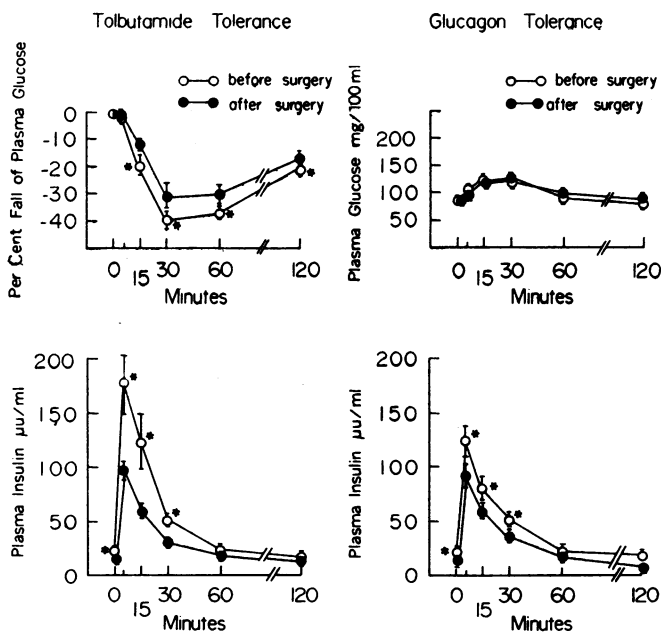 Tolbutamide Tolerance
Per Cent Fall of Plasma Glucose
before surgery
after surgery
0
-10
-20
-30
-40
*
*
*
*
0 15 30 60 120
Minutes
Glucagon Tolerance
Plasma Glucose mg/100ml
before surgery
after surgery
250
200
150
100
50
0 15 30 60 120
Minutes
Plasma Insulin µu/ml
200
150
100
50
0
*
*
*
*
0 15 30 60 120
Minutes
Plasma Insulin µu/ml
200
150
100
50
0
*
*
*
*
0 15 30 60 120
Minutes